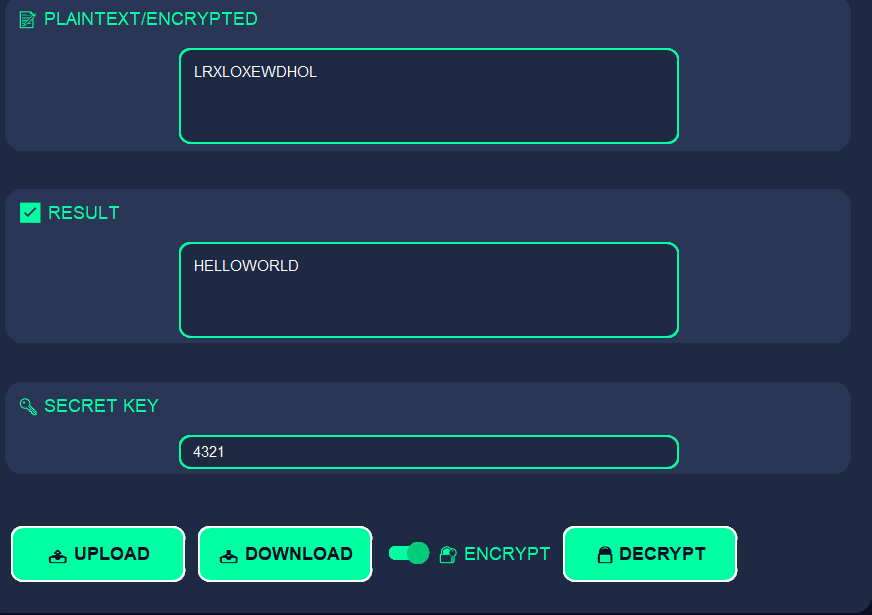 PLAINTEXT/ENCRYPTED
LRXLOXEWDHOL
RESULT
HELLOWORLD
SECRET KEY
4321
UPLOAD DOWNLOAD ENCRYPT DECRYPT